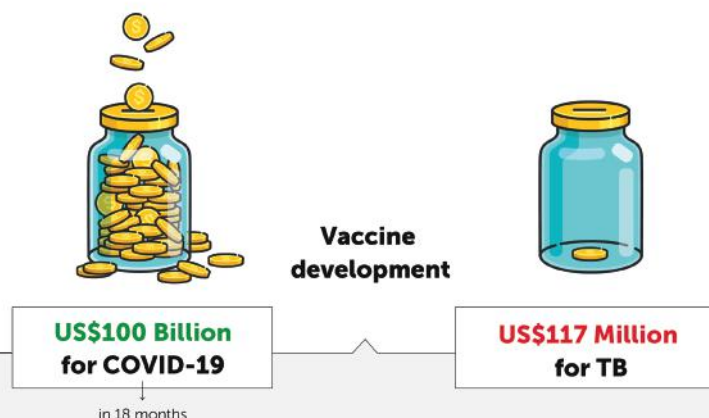 Vaccine
development
US$100 Billion
for COVID-19
in 18 months
US$117 Million
for TB